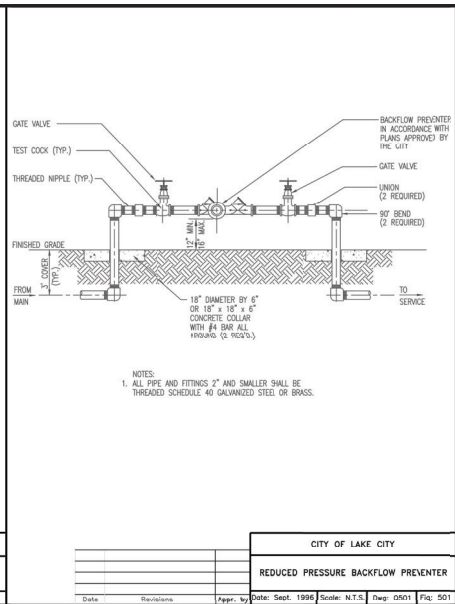 GATE VALVE
TEST COCK (TYP.)
THREADED NIPPLE (TYP.)
BACKFLOW PREVENTER
IN ACCORDANCE WITH
PLANS APPROVED BY
THE CITY
GATE VALVE
UNION
(2 REQUIRED)
90° BEND
(2 REQUIRED)
12" MIN.
16" MAX.
FINISHED GRADE
3' COVER
(TYP.)
FROM
MAIN
TO
SERVICE
18" DIAMETER BY 6"
OR 18" x 18" x 6"
CONCRETE COLLAR
WITH #4 BAR ALL
AROUND (2 REQ'D.)
NOTES:
1. ALL PIPE AND FITTINGS 2" AND SMALLER SHALL BE
THREADED SCHEDULE 40 GALVANIZED STEEL OR BRASS.
CITY OF LAKE CITY
REDUCED PRESSURE BACKFLOW PREVENTER
Date Revisions Appr. by Date: Sept. 1996 Scale: N.T.S. Dwg: 0501 Fig: 501